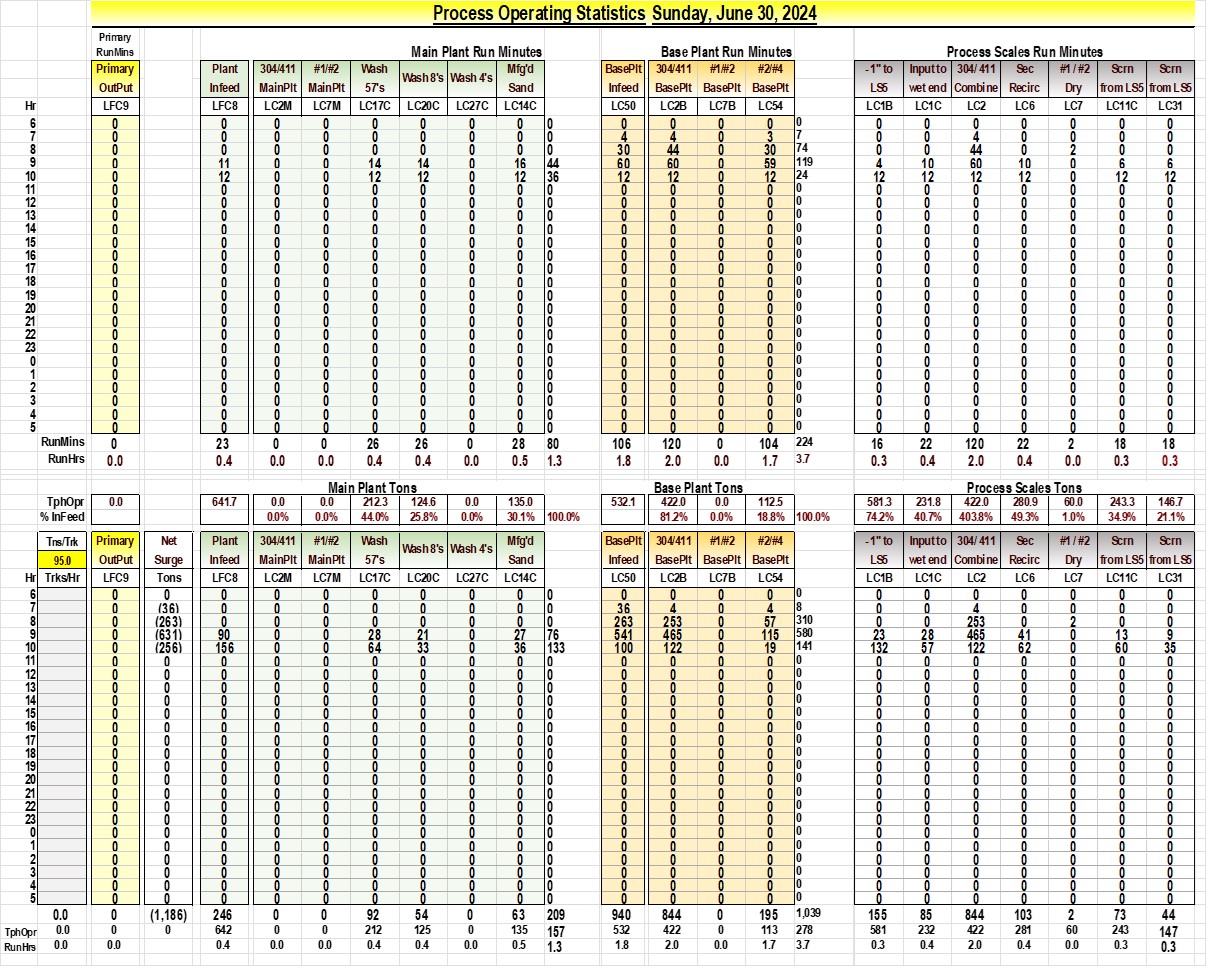 Process Operating Statistics Sunday, June 30, 2024
Primary
RunMins Main Plant Run Minutes Base Plant Run Minutes Process Scales Run Minutes
Primary Plant 304/411 #1/#2 Wash Wash 8's Wash 4's Mfg'd BasePlt 304/411 #1/#2 #2/#4 -1" to Input to 304/ 411 Sec #1 / #2 Scrn Scrn
OutPut Infeed MainPlt MainPlt 57's Sand Infeed BasePlt BasePlt BasePlt LS5 wet end Combine Recirc Dry from LS5 from LS5
Hr LFC9 LFC8 LC2M LC7M LC17C LC20C LC27C LC14C LC50 LC2B LC7B LC54 LC1B LC1C LC2 LC6 LC7 LC11C LC31
6 0 0 0 0 0 0 0 0 0 0 0 0 0 0 0 0 0 0 0 0 0
7 0 0 0 0 0 0 0 0 0 4 4 0 3 7 0 0 4 0 0 0 0
8 0 0 0 0 0 0 0 0 0 30 44 0 30 74 0 0 44 0 2 0 0
9 0 11 0 0 14 14 0 16 44 60 60 0 59 119 4 10 60 10 0 6 6
10 0 12 0 0 12 12 0 12 36 12 12 0 12 24 12 12 12 12 0 12 12
11 0 0 0 0 0 0 0 0 0 0 0 0 0 0 0 0 0 0 0 0 0
12 0 0 0 0 0 0 0 0 0 0 0 0 0 0 0 0 0 0 0 0 0
13 0 0 0 0 0 0 0 0 0 0 0 0 0 0 0 0 0 0 0 0 0
14 0 0 0 0 0 0 0 0 0 0 0 0 0 0 0 0 0 0 0 0 0
15 0 0 0 0 0 0 0 0 0 0 0 0 0 0 0 0 0 0 0 0 0
16 0 0 0 0 0 0 0 0 0 0 0 0 0 0 0 0 0 0 0 0 0
17 0 0 0 0 0 0 0 0 0 0 0 0 0 0 0 0 0 0 0 0 0
18 0 0 0 0 0 0 0 0 0 0 0 0 0 0 0 0 0 0 0 0 0
19 0 0 0 0 0 0 0 0 0 0 0 0 0 0 0 0 0 0 0 0 0
20 0 0 0 0 0 0 0 0 0 0 0 0 0 0 0 0 0 0 0 0 0
21 0 0 0 0 0 0 0 0 0 0 0 0 0 0 0 0 0 0 0 0 0
22 0 0 0 0 0 0 0 0 0 0 0 0 0 0 0 0 0 0 0 0 0
23 0 0 0 0 0 0 0 0 0 0 0 0 0 0 0 0 0 0 0 0 0
0 0 0 0 0 0 0 0 0 0 0 0 0 0 0 0 0 0 0 0 0 0
1 0 0 0 0 0 0 0 0 0 0 0 0 0 0 0 0 0 0 0 0 0
2 0 0 0 0 0 0 0 0 0 0 0 0 0 0 0 0 0 0 0 0 0
3 0 0 0 0 0 0 0 0 0 0 0 0 0 0 0 0 0 0 0 0 0
4 0 0 0 0 0 0 0 0 0 0 0 0 0 0 0 0 0 0 0 0 0
5 0 0 0 0 0 0 0 0 0 0 0 0 0 0 0 0 0 0 0 0 0
RunMins 0 23 0 0 26 26 0 28 80 106 120 0 104 224 16 22 120 22 2 18 18
RunHrs 0.0 0.4 0.0 0.0 0.4 0.4 0.0 0.5 1.3 1.8 2.0 0.0 1.7 3.7 0.3 0.4 2.0 0.4 0.0 0.3 0.3
Main Plant Tons Base Plant Tons Process Scales Tons
TphOpr 0.0 641.7 0.0 0.0 212.3 124.6 0.0 135.0 532.1 422.0 0.0 112.5 581.3 231.8 422.0 280.9 60.0 243.3 146.7
% InFeed 0.0% 0.0% 44.0% 25.8% 0.0% 30.1% 100.0% 81.2% 0.0% 18.8% 100.0% 74.2% 40.7% 403.8% 49.3% 1.0% 34.9% 21.1%
Tns/Trk Primary Net Plant 304/411 #1/#2 Wash Wash 8's Wash 4's Mfg'd BasePlt 304/411 #1/#2 #2/#4 -1" to Input to 304/ 411 Sec #1 / #2 Scrn Scrn
95.0 OutPut Surge Infeed MainPlt MainPlt 57's Sand Infeed BasePlt BasePlt BasePlt LS5 wet end Combine Recirc Dry from LS5 from LS5
Hr Trks/Hr LFC9 Tons LFC8 LC2M LC7M LC17C LC20C LC27C LC14C LC50 LC2B LC7B LC54 LC1B LC1C LC2 LC6 LC7 LC11C LC31
6 0 0 0 0 0 0 0 0 0 0 0 0 0 0 0 0 0 0 0 0 0 0
7 0 (36) 0 0 0 0 0 0 0 0 36 4 0 4 8 0 0 4 0 0 0 0
8 0 (263) 0 0 0 0 0 0 0 0 263 253 0 57 310 0 0 253 0 2 0 0
9 0 (631) 90 0 0 28 21 0 27 76 541 465 0 115 580 23 28 465 41 0 13 9
10 0 (256) 156 0 0 64 33 0 36 133 100 122 0 19 141 132 57 122 62 0 60 35
11 0 0 0 0 0 0 0 0 0 0 0 0 0 0 0 0 0 0 0 0 0 0
12 0 0 0 0 0 0 0 0 0 0 0 0 0 0 0 0 0 0 0 0 0 0
13 0 0 0 0 0 0 0 0 0 0 0 0 0 0 0 0 0 0 0 0 0 0
14 0 0 0 0 0 0 0 0 0 0 0 0 0 0 0 0 0 0 0 0 0 0
15 0 0 0 0 0 0 0 0 0 0 0 0 0 0 0 0 0 0 0 0 0 0
16 0 0 0 0 0 0 0 0 0 0 0 0 0 0 0 0 0 0 0 0 0 0
17 0 0 0 0 0 0 0 0 0 0 0 0 0 0 0 0 0 0 0 0 0 0
18 0 0 0 0 0 0 0 0 0 0 0 0 0 0 0 0 0 0 0 0 0 0
19 0 0 0 0 0 0 0 0 0 0 0 0 0 0 0 0 0 0 0 0 0 0
20 0 0 0 0 0 0 0 0 0 0 0 0 0 0 0 0 0 0 0 0 0 0
21 0 0 0 0 0 0 0 0 0 0 0 0 0 0 0 0 0 0 0 0 0 0
22 0 0 0 0 0 0 0 0 0 0 0 0 0 0 0 0 0 0 0 0 0 0
23 0 0 0 0 0 0 0 0 0 0 0 0 0 0 0 0 0 0 0 0 0 0
0 0 0 0 0 0 0 0 0 0 0 0 0 0 0 0 0 0 0 0 0 0 0
1 0 0 0 0 0 0 0 0 0 0 0 0 0 0 0 0 0 0 0 0 0 0
2 0 0 0 0 0 0 0 0 0 0 0 0 0 0 0 0 0 0 0 0 0 0
3 0 0 0 0 0 0 0 0 0 0 0 0 0 0 0 0 0 0 0 0 0 0
4 0 0 0 0 0 0 0 0 0 0 0 0 0 0 0 0 0 0 0 0 0 0
5 0 0 0 0 0 0 0 0 0 0 0 0 0 0 0 0 0 0 0 0 0 0
0.0 0 (1,186) 246 0 0 92 54 0 63 209 940 844 0 195 1,039 155 85 844 103 2 73 44
TphOpr 0.0 0 0 642 0 0 212 125 0 135 157 532 422 0 113 278 581 232 422 281 60 243 147
RunHrs 0.0 0.0 0.4 0.0 0.0 0.4 0.4 0.0 0.5 1.3 1.8 2.0 0.0 1.7 3.7 0.3 0.4 2.0 0.4 0.0 0.3 0.3